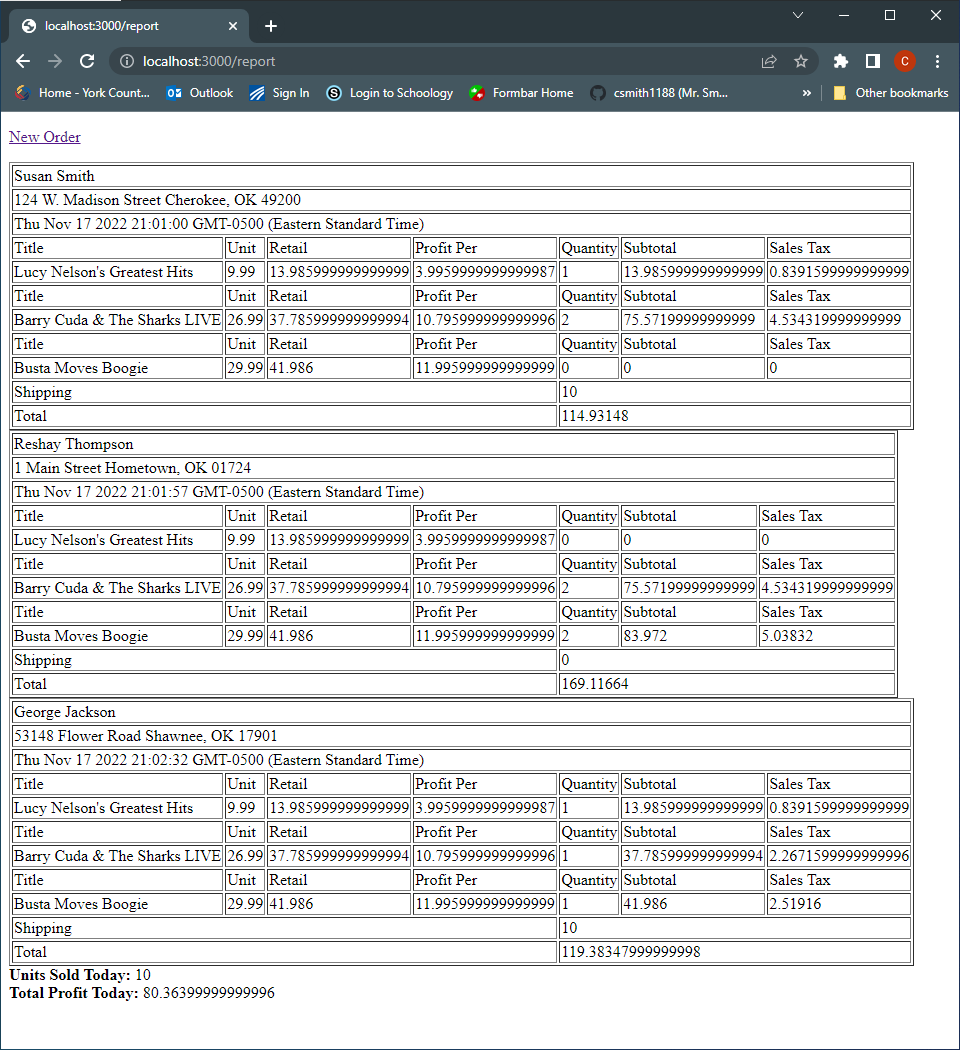 localhost:3000/report
localhost:3000/report
C
Home - York Count... Outlook Sign In Login to Schoology Formbar Home csmith1188 (Mr. Sm... » Other bookmarks
New Order
Susan Smith
124 W. Madison Street Cherokee, OK 49200
Thu Nov 17 2022 21:01:00 GMT-0500 (Eastern Standard Time)
Title Unit Retail Profit Per Quantity Subtotal Sales Tax
Lucy Nelson's Greatest Hits 9.99 13.985999999999999 3.9959999999999987 1 13.985999999999999 0.8391599999999999
Title Unit Retail Profit Per Quantity Subtotal Sales Tax
Barry Cuda & The Sharks LIVE 26.99 37.785999999999994 10.795999999999996 2 75.57199999999999 4.534319999999999
Title Unit Retail Profit Per Quantity Subtotal Sales Tax
Busta Moves Boogie 29.99 41.986 11.995999999999999 0 0 0
Shipping 10
Total 114.93148
Reshay Thompson
1 Main Street Hometown, OK 01724
Thu Nov 17 2022 21:01:57 GMT-0500 (Eastern Standard Time)
Title Unit Retail Profit Per Quantity Subtotal Sales Tax
Lucy Nelson's Greatest Hits 9.99 13.985999999999999 3.9959999999999987 0 0 0
Title Unit Retail Profit Per Quantity Subtotal Sales Tax
Barry Cuda & The Sharks LIVE 26.99 37.785999999999994 10.795999999999996 2 75.57199999999999 4.534319999999999
Title Unit Retail Profit Per Quantity Subtotal Sales Tax
Busta Moves Boogie 29.99 41.986 11.995999999999999 2 83.972 5.03832
Shipping 0
Total 169.11664
George Jackson
53148 Flower Road Shawnee, OK 17901
Thu Nov 17 2022 21:02:32 GMT-0500 (Eastern Standard Time)
Title Unit Retail Profit Per Quantity Subtotal Sales Tax
Lucy Nelson's Greatest Hits 9.99 13.985999999999999 3.9959999999999987 1 13.985999999999999 0.8391599999999999
Title Unit Retail Profit Per Quantity Subtotal Sales Tax
Barry Cuda & The Sharks LIVE 26.99 37.785999999999994 10.795999999999996 1 37.785999999999994 2.2671599999999996
Title Unit Retail Profit Per Quantity Subtotal Sales Tax
Busta Moves Boogie 29.99 41.986 11.995999999999999 1 41.986 2.51916
Shipping 10
Total 119.38347999999998
Units Sold Today: 10
Total Profit Today: 80.36399999999996